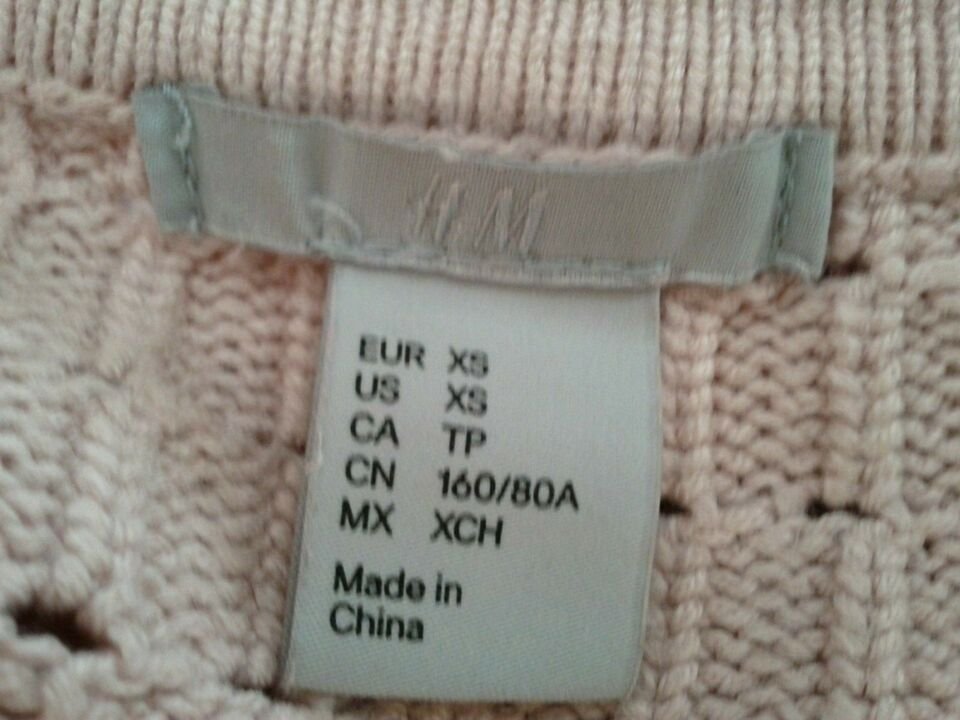 H&M
EUR XS
US XS
CA TP
CN 160/80A
MX XCH
Made in
China